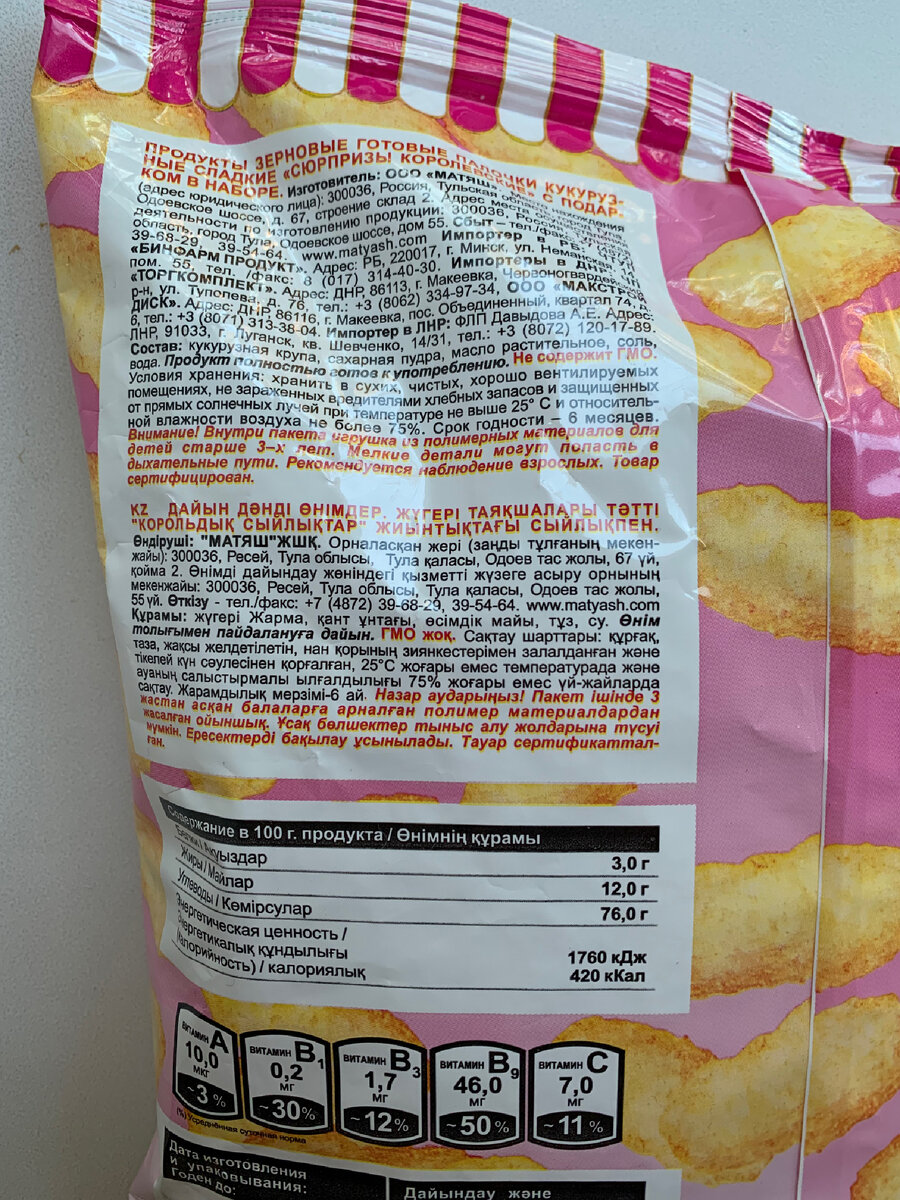 ПРОДУКТЫ ЗЕРНОВЫЕ ГОТОВЫЕ ПАЛОЧКИ КУКУРУЗ-
НЫЕ СЛАДКИЕ «СЮРПРИЗЫ КОРОЛЕВСКИЕ» С ПОДАР-
КОМ В НАБОРЕ. Изготовитель: ООО «МАТЯШ».
(адрес юридического лица): 300036, Россия, Тульская область,
Одоевское шоссе, д. 67, строение склад 2. Адрес места
деятельности по изготовлению продукции: 300036,
область, город Тула, Одоевское шоссе, дом 55. Сбыт - тел./факс:
39-68-29, 39-54-64. www.matyash.com Импортер в РБ:
«БИНФАРМ ПРОДУКТ». Адрес: РБ, 220017, г. Минск, ул.
пом. 55, тел. /факс: 8 (017) 314-40-30. Импортеры в ДНР:
«ТОРГКОМПЛЕКТ». Адрес: ДНР, 86113, г. Макеевка, Червоногвардейский
р-н, ул. Туполева, д. 76, тел.: +3 (8062) 334-97-34, ООО
ДИСК». Адрес: ДНР 86116, г. Макеевка, пос. Объединенный, квартал 74,
6, тел.: +3 (8071) 313-38-04. Импортер в ЛНР: ФЛП Давыдова А.Е. Адрес:
ЛНР, 91033, г. Луганск, кв. Шевченко, 14/31, тел.: +3 (8072) 120-17-89.
Состав: кукурузная крупа, сахарная пудра, масло растительное, соль,
вода. Продукт полностью готов к употреблению. Не содержит ГМО.
Условия хранения: хранить в сухих, чистых, хорошо вентилируемых
помещениях, не зараженных вредителями хлебных запасов и защищенных
от прямых солнечных лучей при температуре не выше 25° С и относитель-
ной влажности воздуха не более 75%. Срок годности – 6 месяцев.
Внимание! Внутри пакета игрушка из полимерных материалов для
детей старше 3–х лет. Мелкие детали могут попасть в
дыхательные пути. Рекомендуется наблюдение взрослых. Товар
сертифицирован.
KZ ДАЙЫН ДӘНДІ ӨНІМДЕР. ЖҮГЕРІ ТАЯҚШАЛАРЫ ТӘТТІ
"КОРОЛЬДЫҚ СЫЙЛЫҚТАР" ЖИЫНТЫҚТАҒЫ СЫЙЛЫҚПЕН.
Өндіруші: "МАТЯШ"ЖШҚ. Орналасқан жері (заңды тұлғаның мекен-
жайы): 300036, Ресей, Тула облысы, Тула қаласы, Одоев тас жолы, 67 үй,
қойма 2. Өнімді дайындау жөніндегі қызметті жүзеге асыру орнының
мекенжайы: 300036, Ресей, Тула облысы, Тула қаласы, Одоев тас жолы,
55 үй. Өткізу - тел./факс: +7 (4872) 39-68-29, 39-54-64. www.matyash.com
Құрамы: жүгері Жарма, қант ұнтағы, өсімдік майы, тұз, су. Өнім
толығымен пайдалануға дайын. ГМО жоқ. Сақтау шарттары: құрғақ,
таза, жақсы желдетілетін, нан қорының зиянкестерімен залалданған және
тікелей күн сәулесінен қорғалған, 25°С жоғары емес температурада және
ауаның салыстырмалы ылғалдылығы 75% жоғары емес үй-жайларда
сақтау. Жарамдылық мерзімі-6 ай. Назар аударыңыз! Пакет ішінде 3
жастан асқан балаларға арналған полимер материалдардан
жасалған ойыншық. Ұсақ бөлшектер тыныс алу жолдарына түсуі
мүмкін. Ересектерді бақылау ұсынылады. Тауар сертификаттал-
ған.
Содержание в 100 г. продукта / Өнімнің құрамы
Белки / Ақуыздар 3,0 г
Жиры / Майлар 12,0 г
Углеводы / Көмірсулар 76,0 г
Энергетическая ценность /
Энергетикалық құндылығы 1760 кДж
(калорийность) / калориялық 420 кКал
ВИТАМИН A 10,0 мкг ~3 %
ВИТАМИН B1 0,2 мг ~30%
ВИТАМИН B3 1,7 мг ~12%
ВИТАМИН B9 46,0 мг ~50%
ВИТАМИН C 7,0 мг ~11 %
(%) Усреднённая суточная норма
Дата изготовления
и упаковывания:
Годен до:
Дайындау және